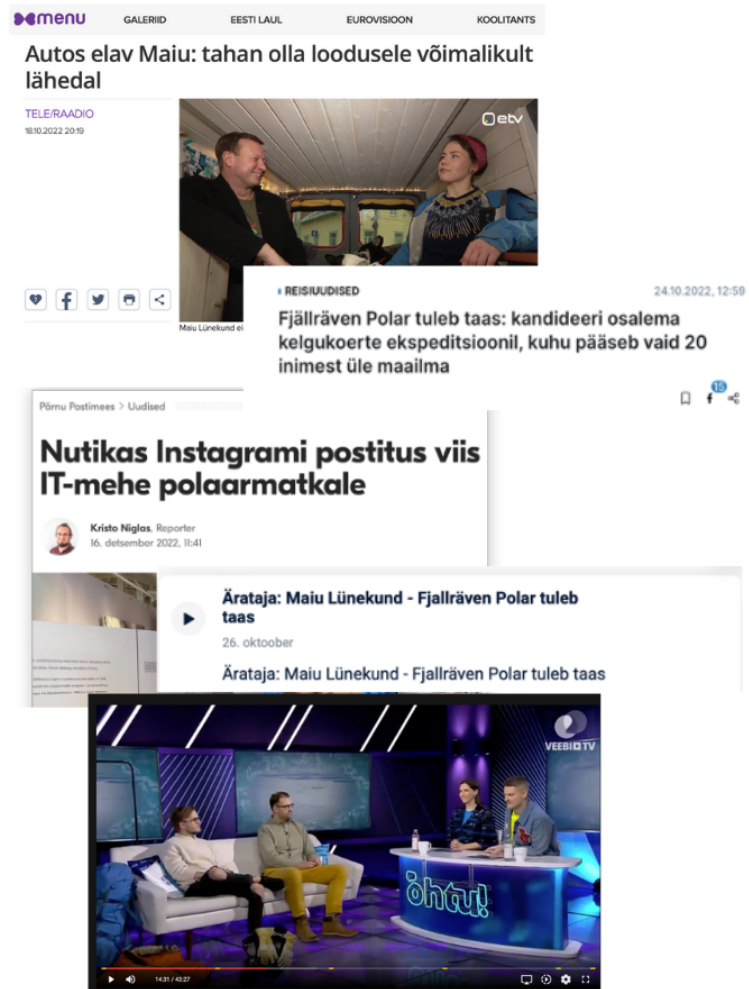 menu
GALERIID
EESTI LAUL
EUROVISIOON
KOOLITANTS
Autos elav Maiu: tahan olla loodusele võimalikult
lähedal
TELE/RAADIO
18.10.2022 20:19
etv
Maiu Lünekund el
REISIUUDISED
24.10.2022, 12:59
Fjällräven Polar tuleb taas: kandideeri osalema
kelgukoerte ekspeditsioonil, kuhu pääseb vaid 20
inimest üle maailma
15
Pärnu Postimees > Uudised
Nutikas Instagrami postitus viis
IT-mehe polaarmatkale
Kristo Niglas, Reporter
16. detsember 2022, 11:41
Ärataja: Maiu Lünekund - Fjallräven Polar tuleb
taas
26. oktoober
Ärataja: Maiu Lünekund - Fjallräven Polar tuleb taas
VEEBI TV
õhtu!
14:31 / 43:27